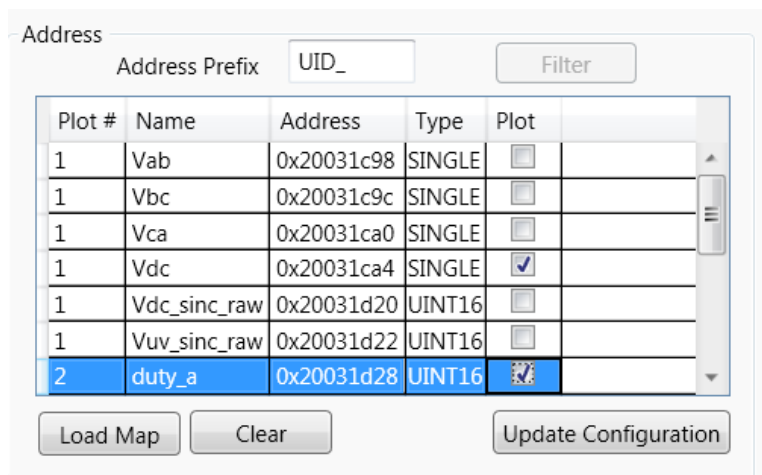 Address
Address Prefix UID_ Filter
Plot # Name Address Type Plot
1 Vab 0x20031c98 SINGLE
1 Vbc 0x20031c9c SINGLE
1 Vca 0x20031ca0 SINGLE
1 Vdc 0x20031ca4 SINGLE
1 Vdc_sinc_raw 0x20031d20 UINT16
1 Vuv_sinc_raw 0x20031d22 UINT16
2 duty_a 0x20031d28 UINT16
Load Map Clear Update Configuration